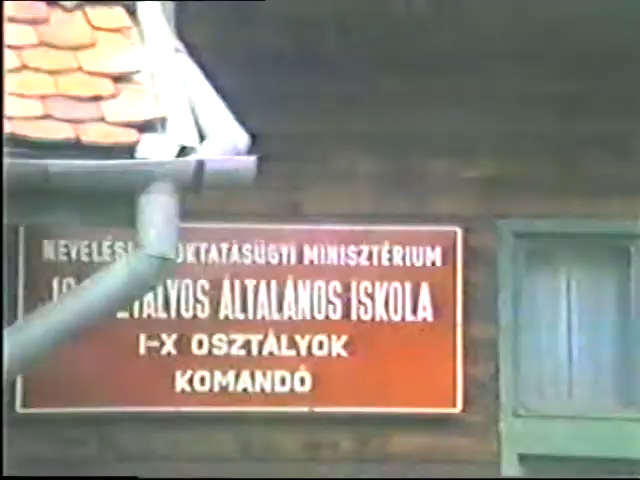 NEVELÉSI OKTATÁSÜGYI MINISZTÉRIUM
ÁLTALÁNOS ISKOLA
I-X OSZTÁLYOK
KOMANDÓ